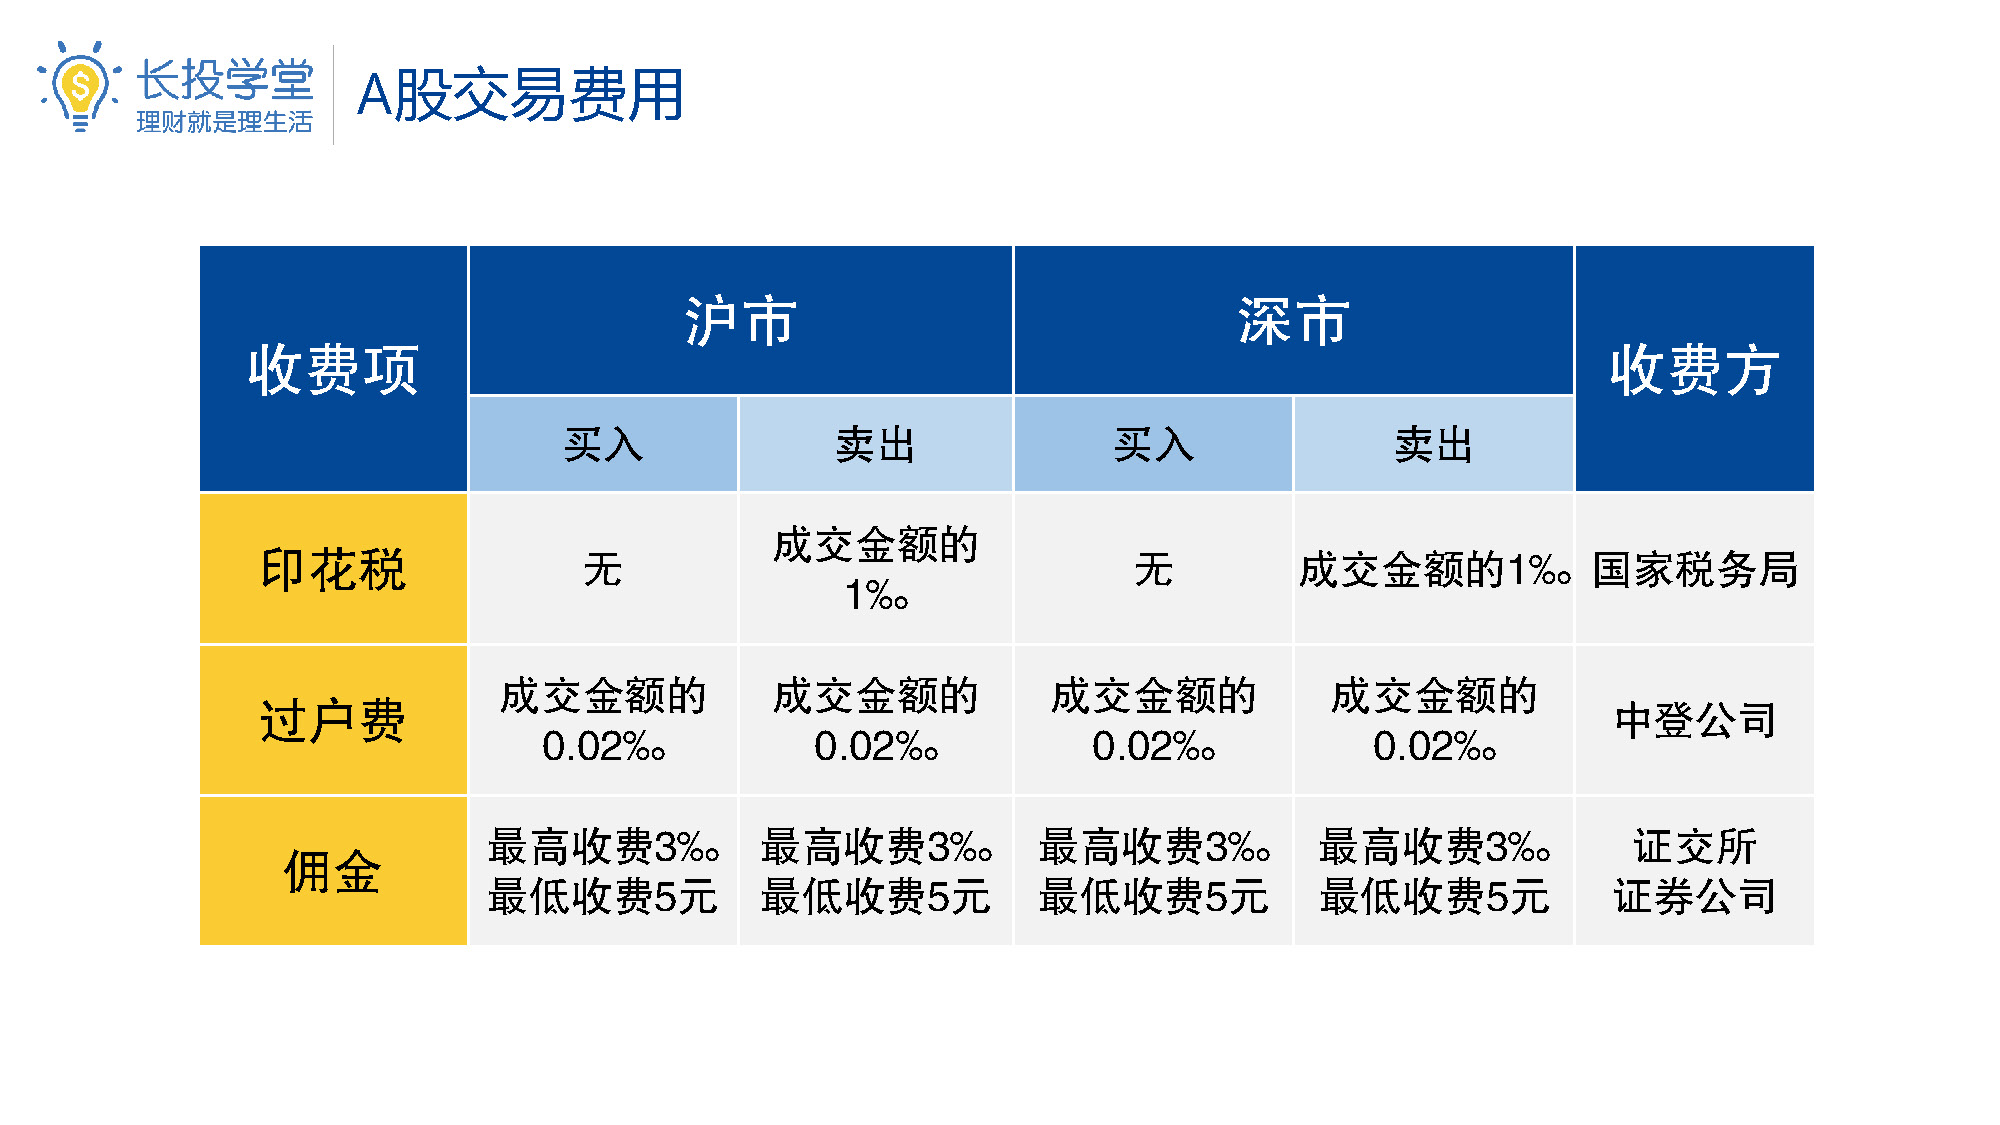 长投学堂
理财就是理生活
A股交易费用
收费项
沪市
深市
收费方
买入
卖出
买入
卖出
印花税
无
成交金额的
1‰
无
成交金额的1‰
国家税务局
过户费
成交金额的
0.02‰
成交金额的
0.02‰
成交金额的
0.02‰
成交金额的
0.02‰
中登公司
佣金
最高收费3‰
最低收费5元
最高收费3‰
最低收费5元
最高收费3‰
最低收费5元
最高收费3‰
最低收费5元
证交所
证券公司